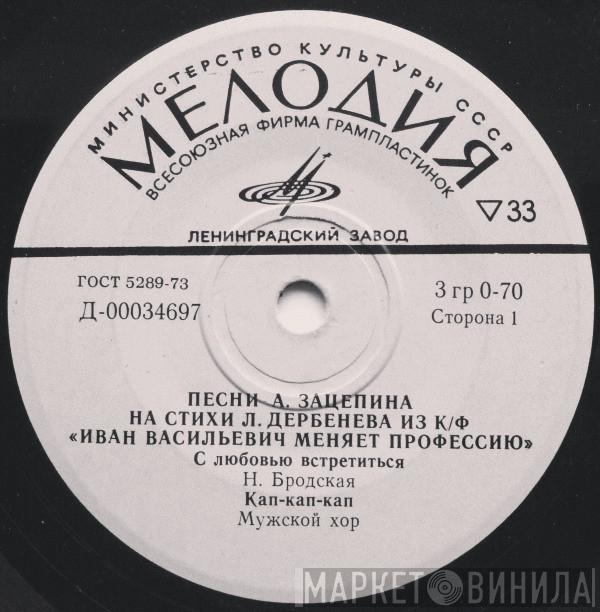 МИНИСТЕРСТВО КУЛЬТУРЫ СССР
МЕЛОДИЯ
ВСЕСОЮЗНАЯ ФИРМА ГРАМПЛАСТИНОК
▽33
ЛЕНИНГРАДСКИЙ ЗАВОД
ГОСТ 5289-73
3 гр 0-70
Д-00034697
Сторона 1
ПЕСНИ А. ЗАЦЕПИНА
НА СТИХИ Л. ДЕРБЕНЕВА ИЗ К/Ф
«ИВАН ВАСИЛЬЕВИЧ МЕНЯЕТ ПРОФЕССИЮ»
С любовью встретиться
Н. Бродская
Кап-кап-кап
Мужской хор
МАРКЕТ ВИНИЛА